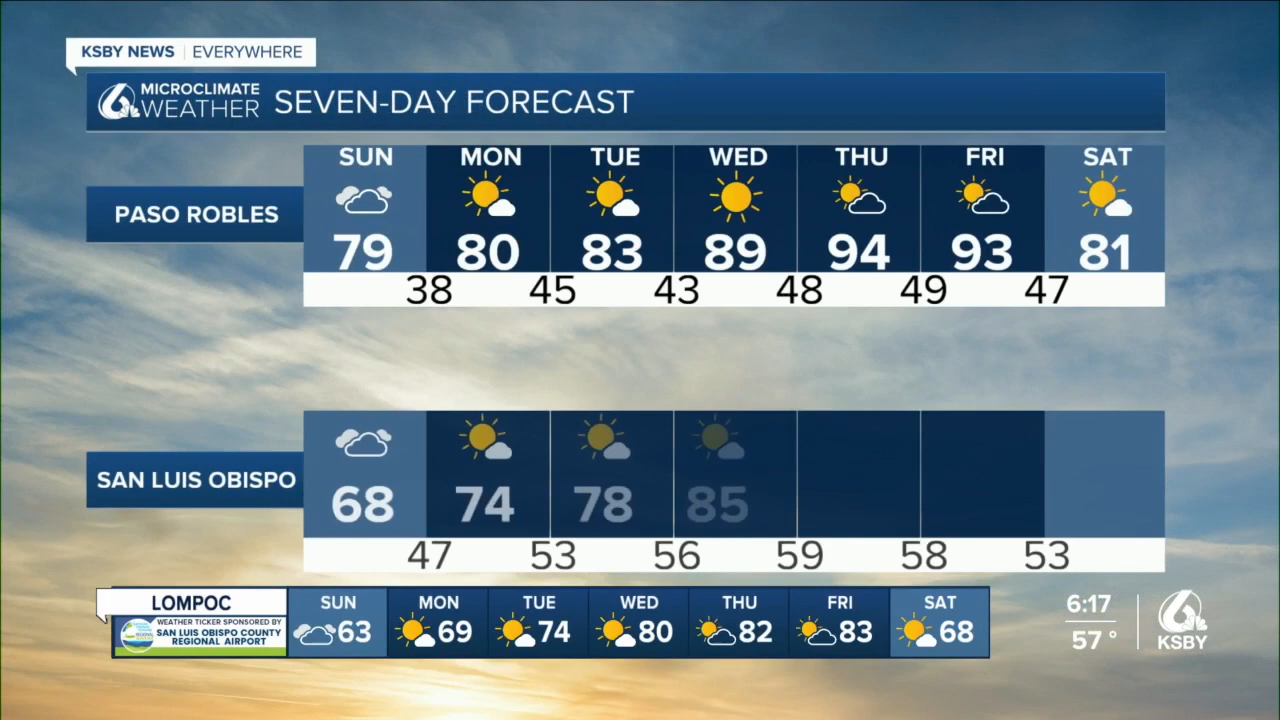 KSBY NEWS | EVERYWHERE
MICROCLIMATE
WEATHER
SEVEN-DAY FORECAST
SUN MON TUE WED THU FRI SAT
PASO ROBLES
79 80 83 89 94 93 81
38 45 43 48 49 47
SAN LUIS OBISPO
68 74 78 85
47 53 56 59 58 53
LOMPOC
WEATHER TICKER SPONSORED BY
SAN LUIS OBISPO COUNTY
REGIONAL AIRPORT
SUN MON TUE WED THU FRI SAT
63 69 74 80 82 83 68
6:17
57 °
KSBY